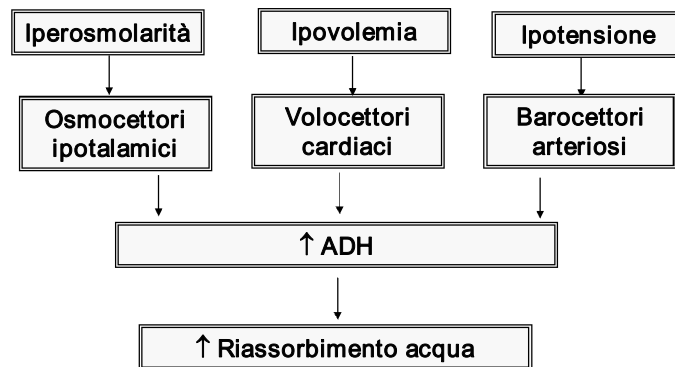 Iperosmolarità
Ipovolemia
Ipotensione
Osmocettori
ipotalamici
Volocettori
cardiaci
Barocettori
arteriosi
↑ ADH
↑ Riassorbimento acqua